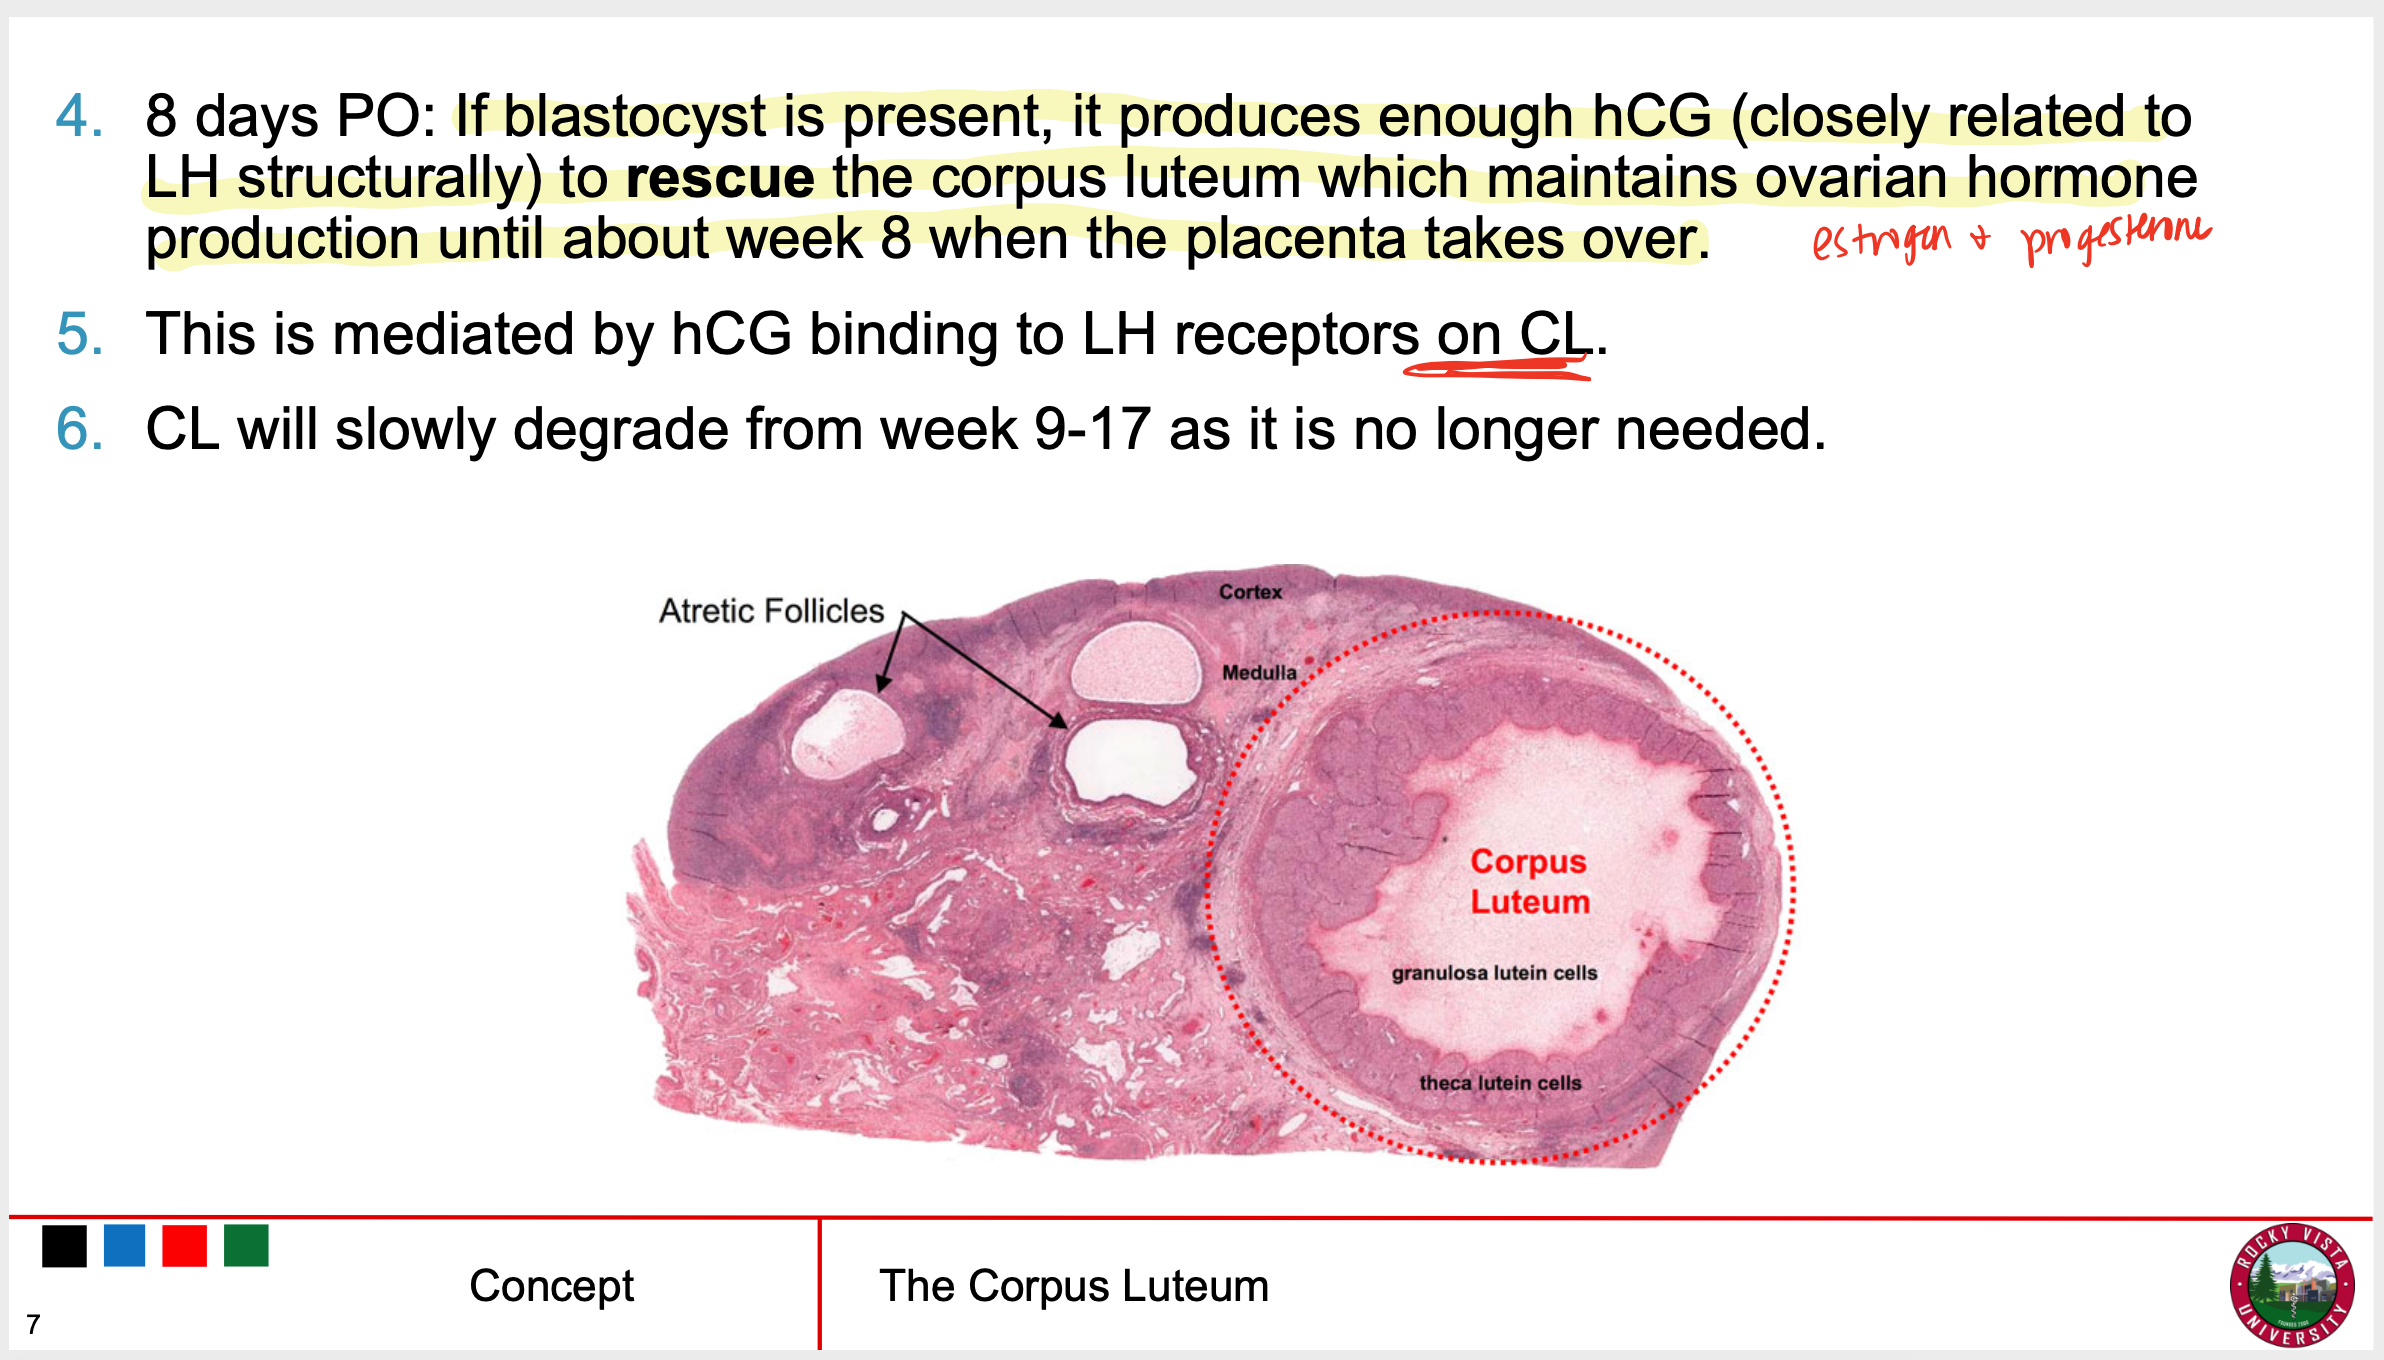 4. 8 days PO: If blastocyst is present, it produces enough hCG (closely related to
LH structurally) to rescue the corpus luteum which maintains ovarian hormone
production until about week 8 when the placenta takes over.
estrogen + progesterone
5. This is mediated by hCG binding to LH receptors on CL.
6. CL will slowly degrade from week 9-17 as it is no longer needed.
Cortex
Atretic Follicles
Medulla
Corpus
Luteum
granulosa lutein cells
theca lutein cells
Concept
The Corpus Luteum
7
ROCKY VISTA
UNIVERSITY